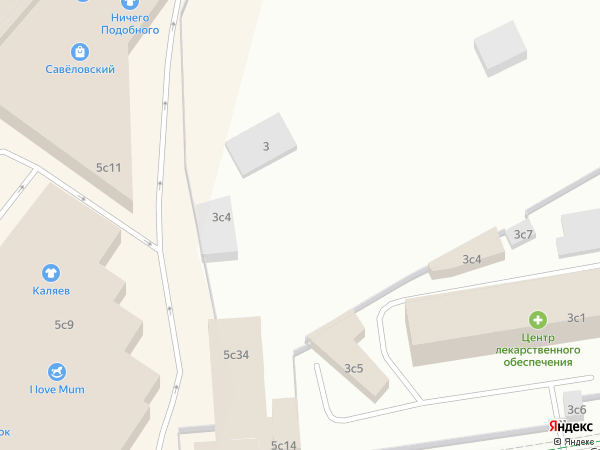 Ничего
Подобного
Савёловский
5с11
3
3с4
3с7
3с4
Каляев
5с9
3с1
Центр
лекарственного
обеспечения
5с34
3с5
I love Mum
3с6
ок
5с14
Яндекс
© Яндекс